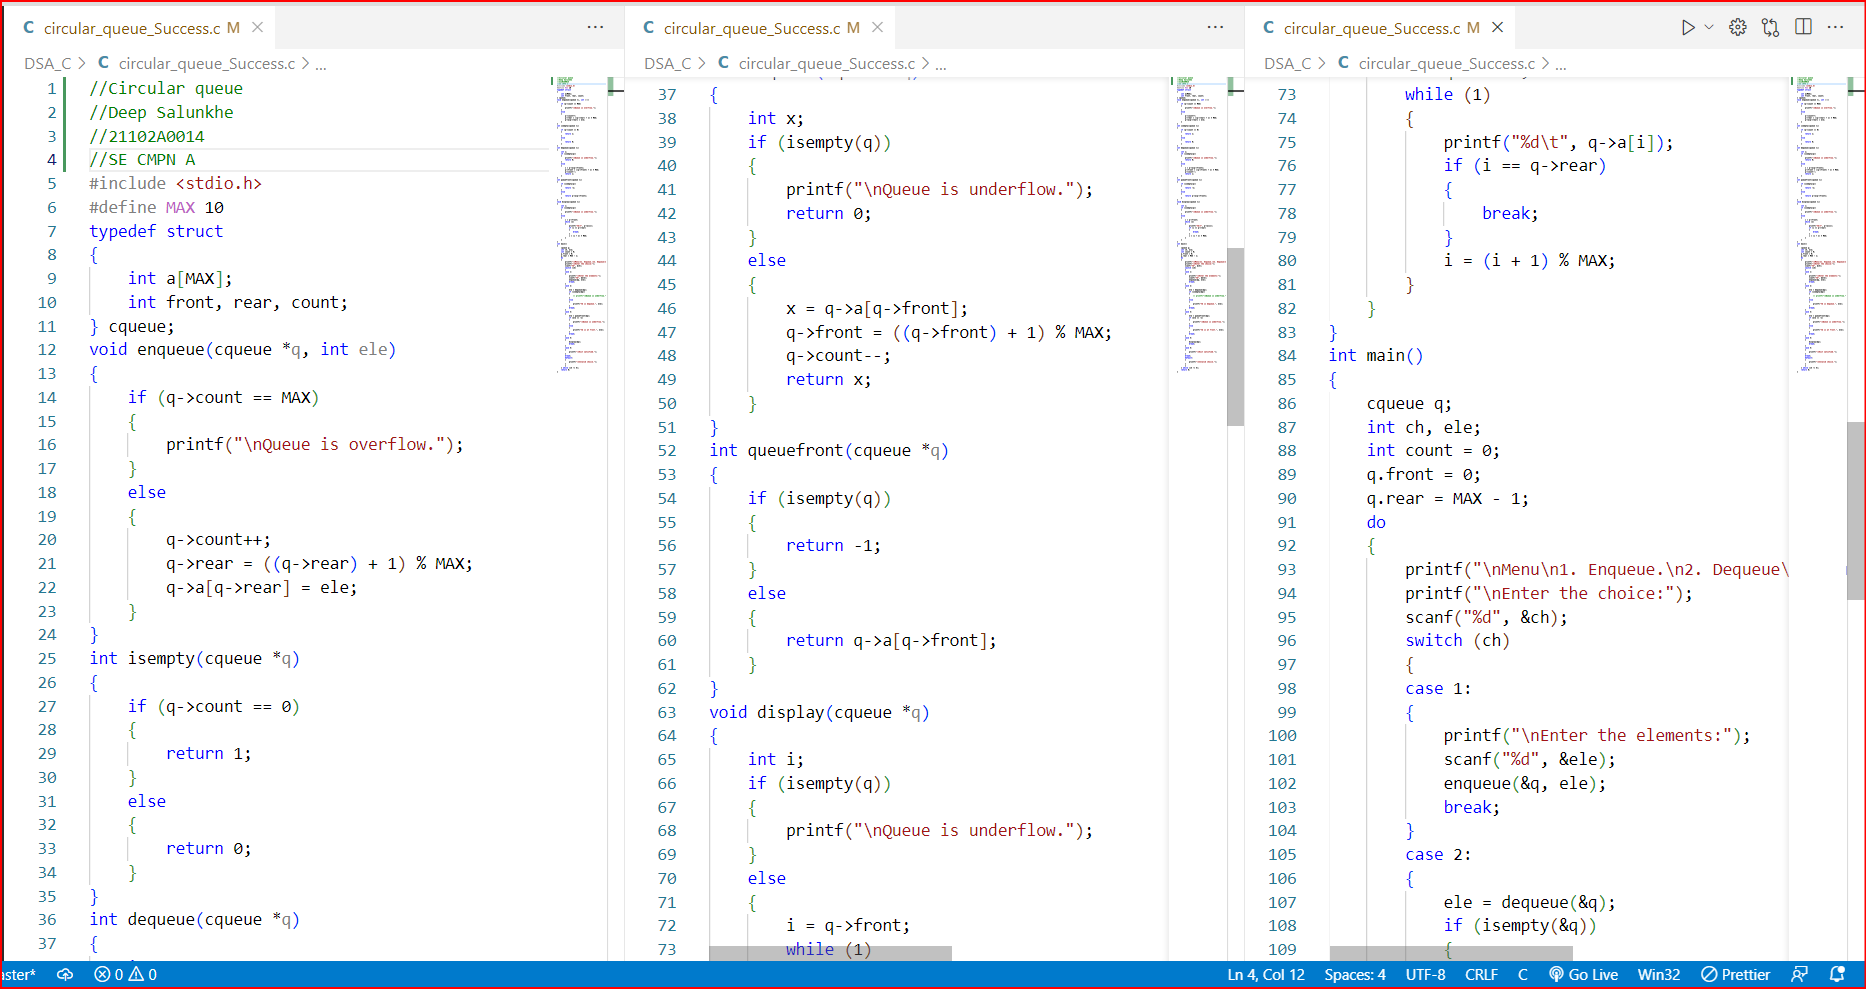 circular_queue_Success.c M
DSA_C > C circular_queue_Success.c > ...
1 //Circular queue
2 //Deep Salunkhe
3 //21102A0014
4 //SE CMPN A
5 #include <stdio.h>
6 #define MAX 10
7 typedef struct
8 {
9 int a[MAX];
10 int front, rear, count;
11 } cqueue;
12 void enqueue(cqueue *q, int ele)
13 {
14 if (q->count == MAX)
15 {
16 printf("\nQueue is overflow.");
17 }
18 else
19 {
20 q->count++;
21 q->rear = ((q->rear) + 1) % MAX;
22 q->a[q->rear] = ele;
23 }
24 }
25 int isempty(cqueue *q)
26 {
27 if (q->count == 0)
28 {
29 return 1;
30 }
31 else
32 {
33 return 0;
34 }
35 }
36 int dequeue(cqueue *q)
37 {
circular_queue_Success.c M
DSA_C > C circular_queue_Success.c > ...
37 {
38 int x;
39 if (isempty(q))
40 {
41 printf("\nQueue is underflow.");
42 return 0;
43 }
44 else
45 {
46 x = q->a[q->front];
47 q->front = ((q->front) + 1) % MAX;
48 q->count--;
49 return x;
50 }
51 }
52 int queuefront(cqueue *q)
53 {
54 if (isempty(q))
55 {
56 return -1;
57 }
58 else
59 {
60 return q->a[q->front];
61 }
62 }
63 void display(cqueue *q)
64 {
65 int i;
66 if (isempty(q))
67 {
68 printf("\nQueue is underflow.");
69 }
70 else
71 {
72 i = q->front;
73 while (1)
circular_queue_Success.c M
DSA_C > C circular_queue_Success.c > ...
73 while (1)
74 {
75 printf("%d\t", q->a[i]);
76 if (i == q->rear)
77 {
78 break;
79 }
80 i = (i + 1) % MAX;
81 }
82 }
83 }
84 int main()
85 {
86 cqueue q;
87 int ch, ele;
88 int count = 0;
89 q.front = 0;
90 q.rear = MAX - 1;
91 do
92 {
93 printf("\nMenu\n1. Enqueue.\n2. Dequeue\
94 printf("\nEnter the choice:");
95 scanf("%d", &ch);
96 switch (ch)
97 {
98 case 1:
99 {
100 printf("\nEnter the elements:");
101 scanf("%d", &ele);
102 enqueue(&q, ele);
103 break;
104 }
105 case 2:
106 {
107 ele = dequeue(&q);
108 if (isempty(&q))
109 {
aster* 0 0 Ln 4, Col 12 Spaces: 4 UTF-8 CRLF C Go Live Win32 Prettier